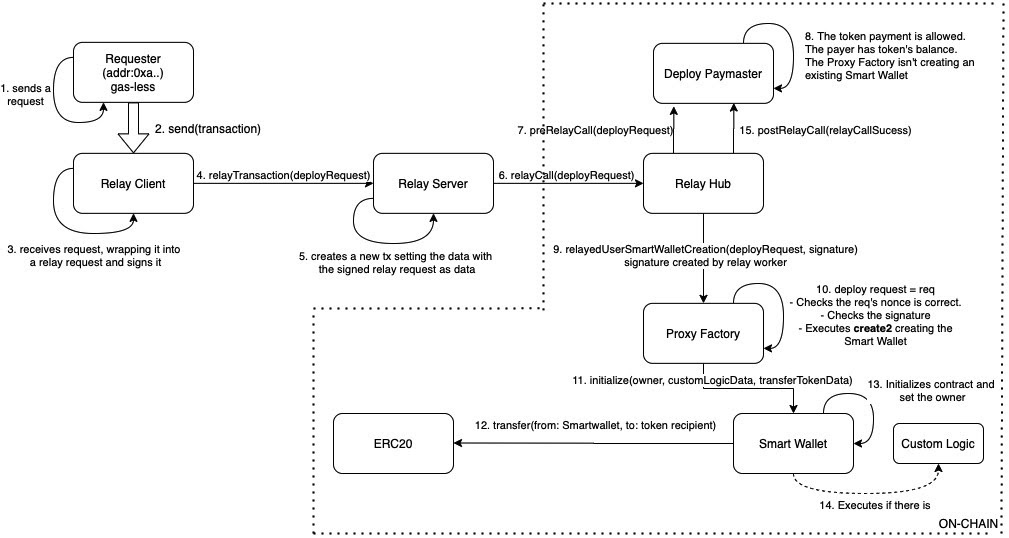 Requester
(addr:0xa..)
gas-less
1. sends a
request
2. send(transaction)
Relay Client
3. receives request, wrapping it into
a relay request and signs it
4. relayTransaction(deployRequest)
Relay Server
5. creates a new tx setting the data with
the signed relay request as data
6. relayCall(deployRequest)
Relay Hub
7. preRelayCall(deployRequest)
Deploy Paymaster
8. The token payment is allowed.
The payer has token's balance.
The Proxy Factory isn't creating an
existing Smart Wallet
15. postRelayCall(relayCallSucess)
9. relayedUserSmartWalletCreation(deployRequest, signature)
signature created by relay worker
Proxy Factory
10. deploy request = req
- Checks the req's nonce is correct.
- Checks the signature
- Executes create2 creating the
Smart Wallet
11. initialize(owner, customLogicData, transferTokenData)
Smart Wallet
12. transfer(from: Smartwallet, to: token recipient)
ERC20
13. Initializes contract and
set the owner
Custom Logic
14. Executes if there is
ON-CHAIN